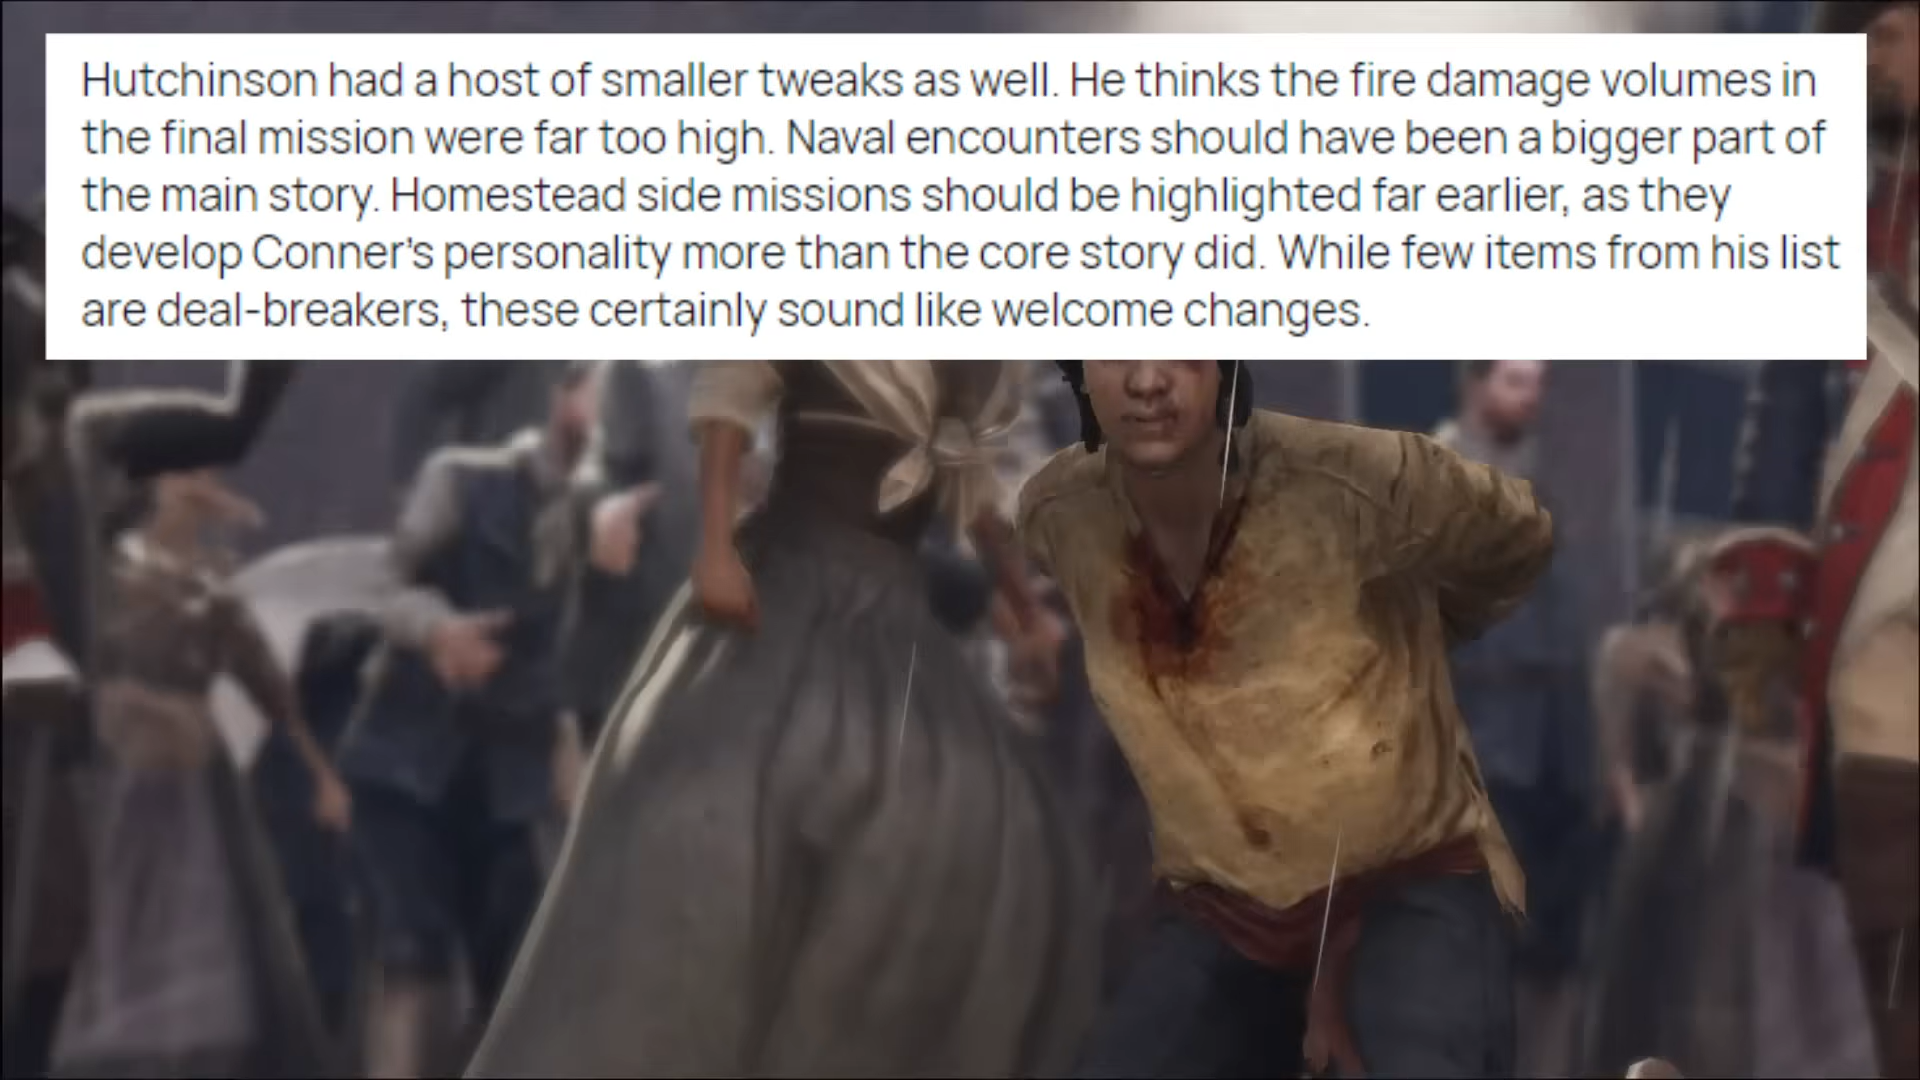 Hutchinson had a host of smaller tweaks as well. He thinks the fire damage volumes in
the final mission were far too high. Naval encounters should have been a bigger part of
the main story. Homestead side missions should be highlighted far earlier, as they
develop Conner’s personality more than the core story did. While few items from his list
are deal-breakers, these certainly sound like welcome changes.